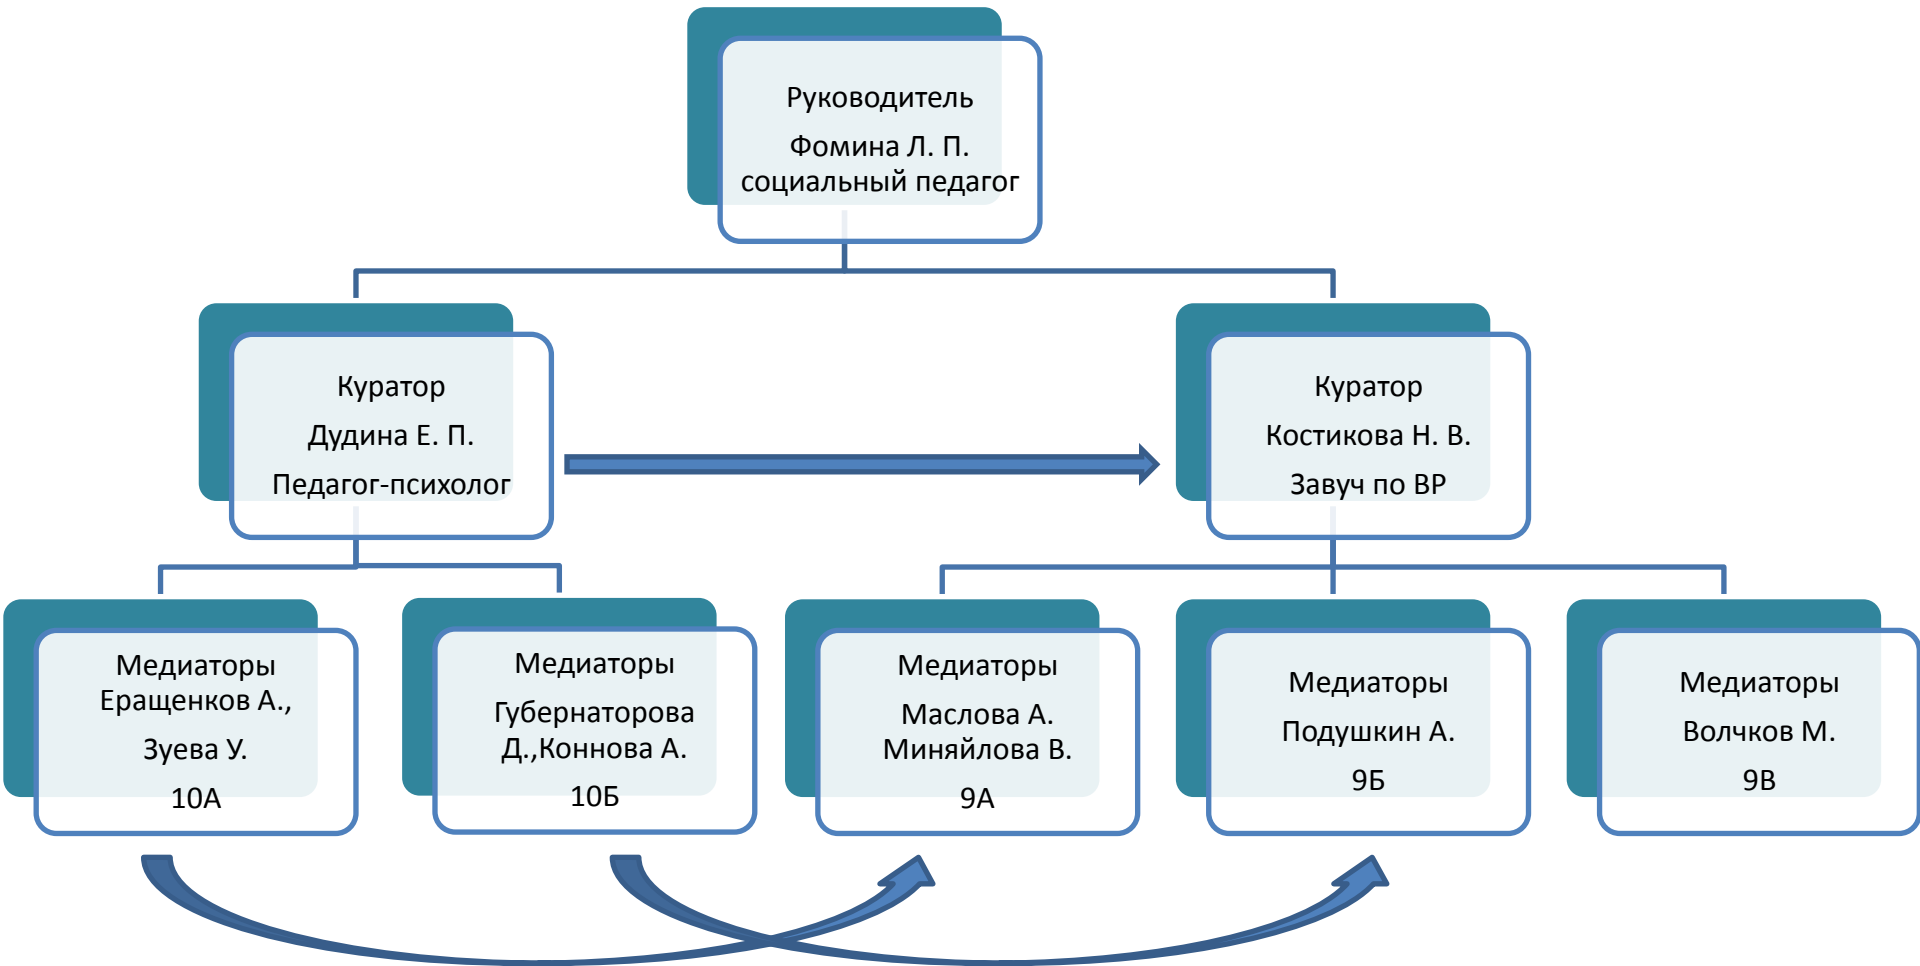 Руководитель
Фомина Л. П.
социальный педагог
Куратор
Дудина Е. П.
Педагог-психолог
Куратор
Костикова Н. В.
Завуч по ВР
Медиаторы
Еращенков А.,
Зуева У.
10А
Медиаторы
Губернаторова
Д.,Коннова А.
10Б
Медиаторы
Маслова А.
Миняйлова В.
9А
Медиаторы
Подушкин А.
9Б
Медиаторы
Волчков М.
9В